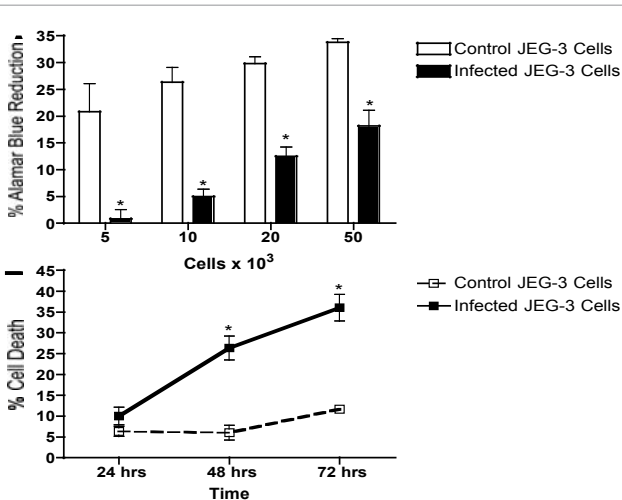 % Alamar Blue Reduction
35
30
25
20
15
10
5
0
* * * *
5 10 20 50
Cells x 10³
Control JEG-3 Cells
Infected JEG-3 Cells
% Cell Death
45
40
35
30
25
20
15
10
5
0
* *
24 hrs 48 hrs 72 hrs
Time
Control JEG-3 Cells
Infected JEG-3 Cells